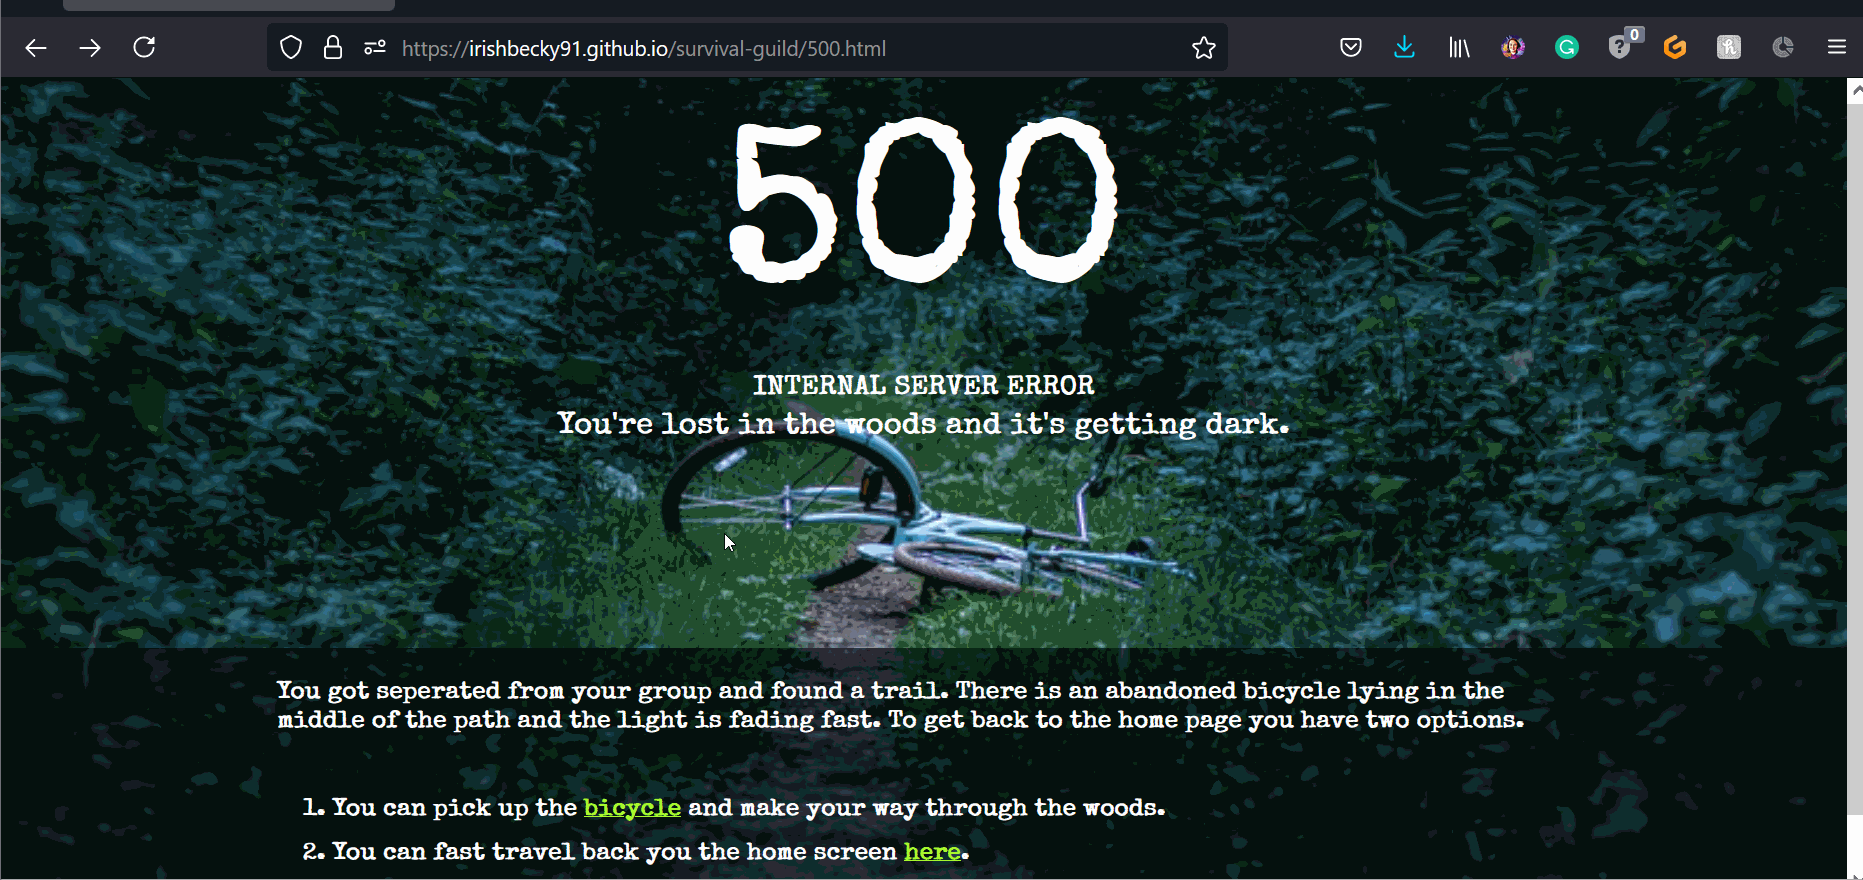 https://irishbecky91.github.io/survival-guild/500.html
0
500
INTERNAL SERVER ERROR
You're lost in the woods and it's getting dark.
You got seperated from your group and found a trail. There is an abandoned bicycle lying in the
middle of the path and the light is fading fast. To get back to the home page you have two options.
1. You can pick up the bicycle and make your way through the woods.
2. You can fast travel back you the home screen here.